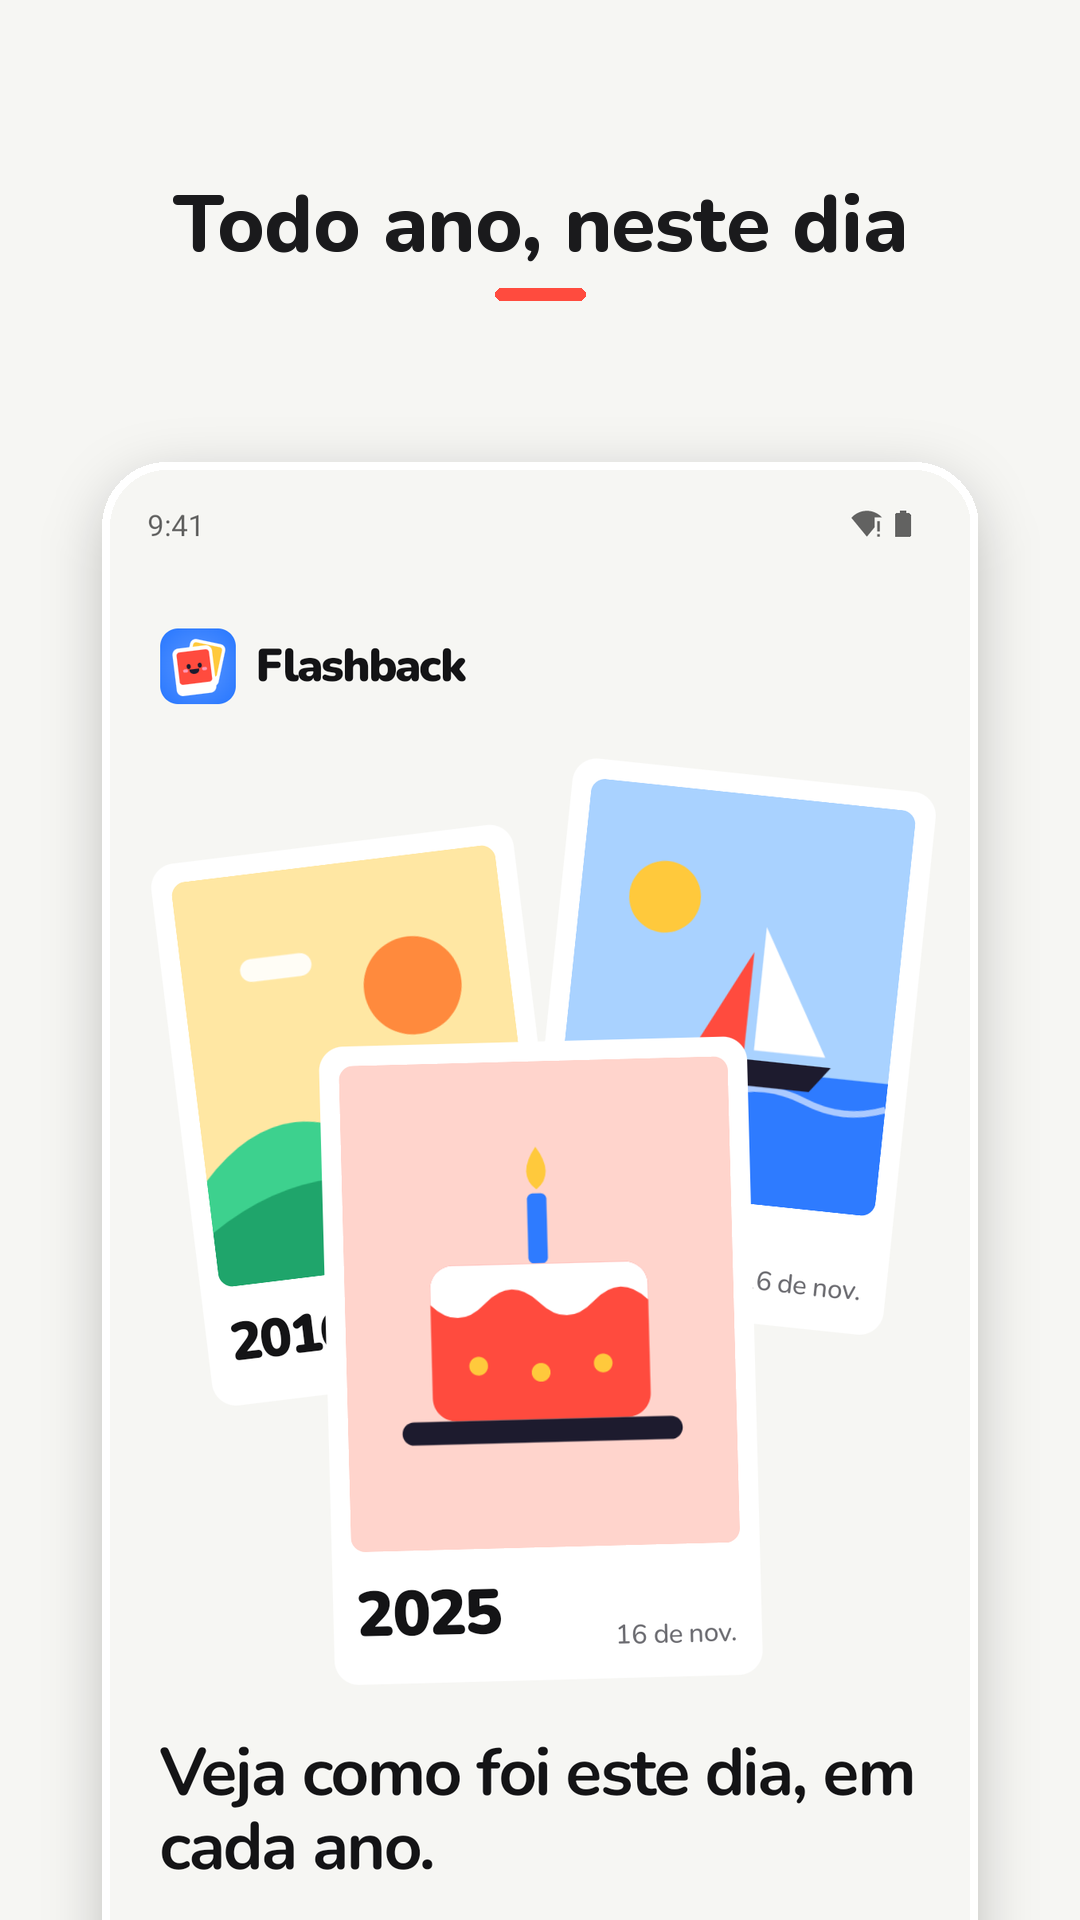 Todo ano, neste dia
9:41
Flashback
6 de nov.
2025
16 de nov.
Veja como foi este dia, em
cada ano.